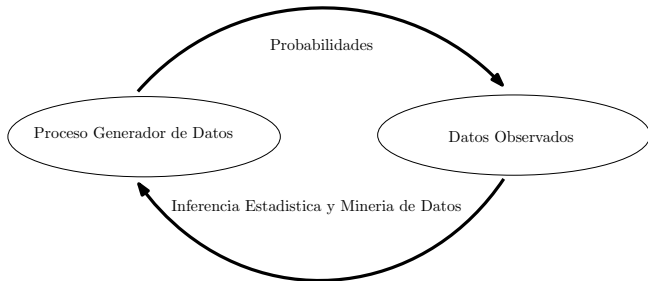 Probabilidades
Proceso Generador de Datos
Datos Observados
Inferencia Estadistica y Mineria de Datos